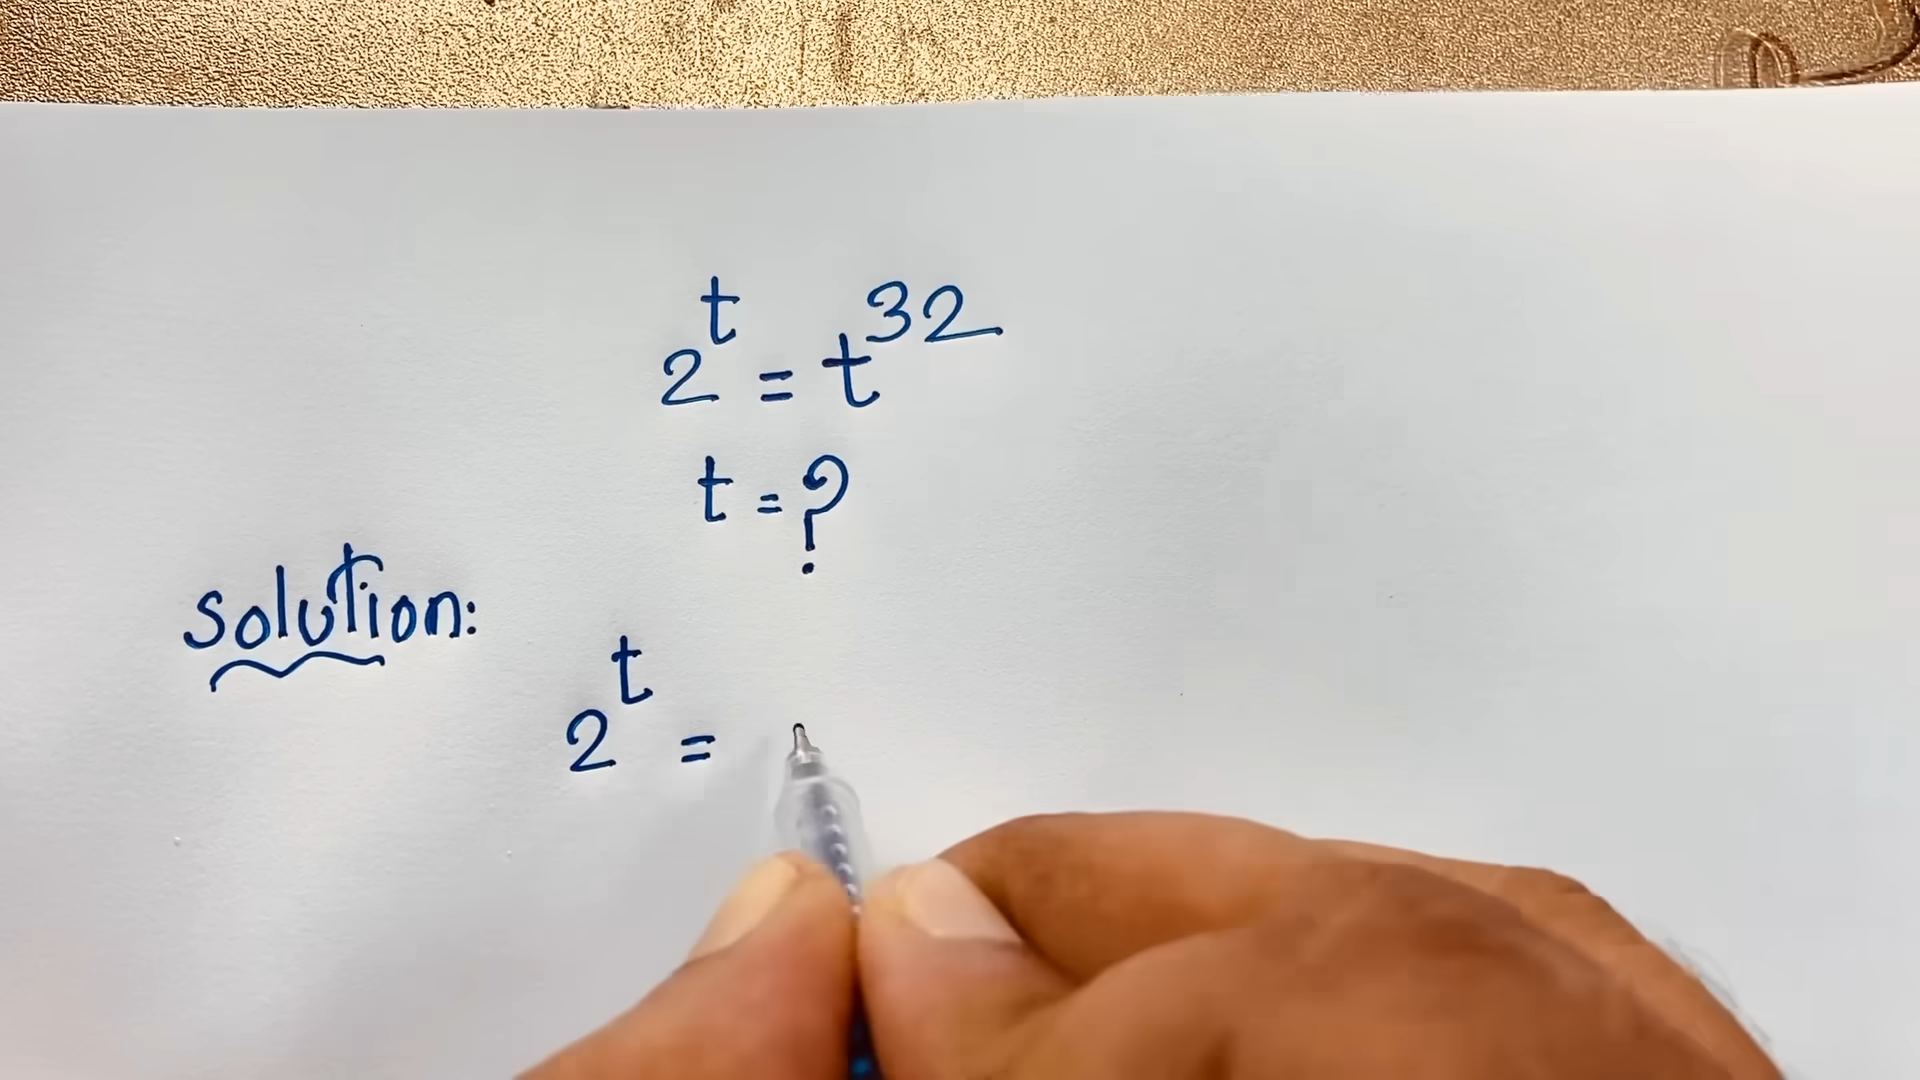 2^t = t^32
t = ?
Solution:
2^t =